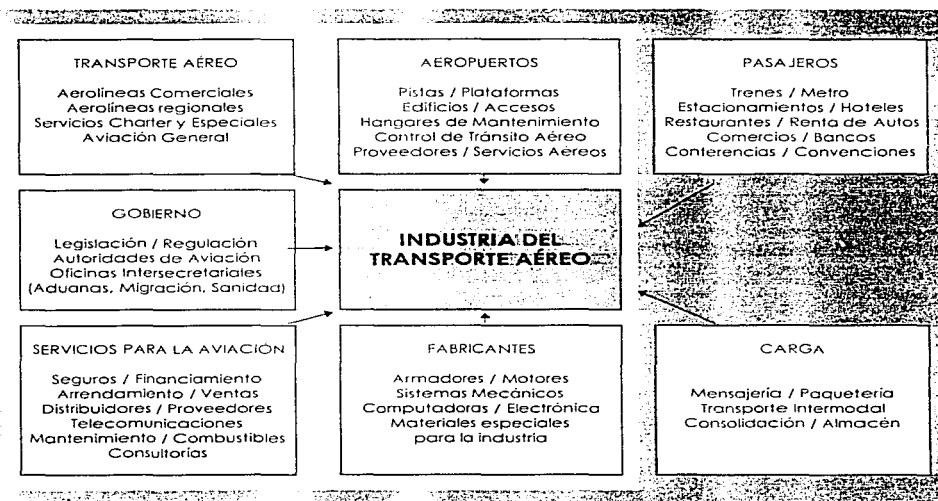 TRANSPORTE AÉREO
Aerolíneas Comerciales
Aerolíneas regionales
Servicios Charter y Especiales
Aviación General
AEROPUERTOS
Pistas / Plataformas
Edificios / Accesos
Hangares de Mantenimiento
Control de Tránsito Aéreo
Proveedores / Servicios Aéreos
PASAJEROS
Trenes / Metro
Estacionamientos / Hoteles
Restaurantes / Renta de Autos
Comercios / Bancos
Conferencias / Convenciones
GOBIERNO
Legislación / Regulación
Autoridades de Aviación
Oficinas Intersecretariales
(Aduanas, Migración, Sanidad)
INDUSTRIA DEL
TRANSPORTE AÉREO
SERVICIOS PARA LA AVIACIÓN
Seguros / Financiamiento
Arrendamiento / Ventas
Distribuidores / Proveedores
Telecomunicaciones
Mantenimiento / Combustibles
Consultorías
FABRICANTES
Armadores / Motores
Sistemas Mecánicos
Computadoras / Electrónica
Materiales especiales
para la industria
CARGA
Mensajería / Paquetería
Transporte Intermodal
Consolidación / Almacén